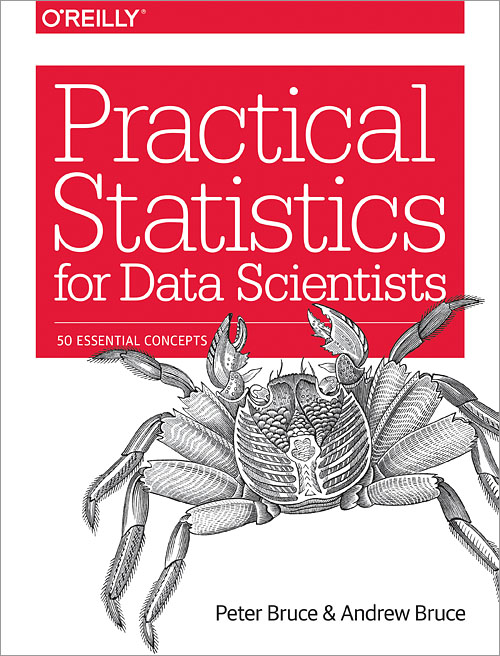 O'REILLY®
Practical
Statistics
for Data Scientists
50 ESSENTIAL CONCEPTS
Peter Bruce & Andrew Bruce